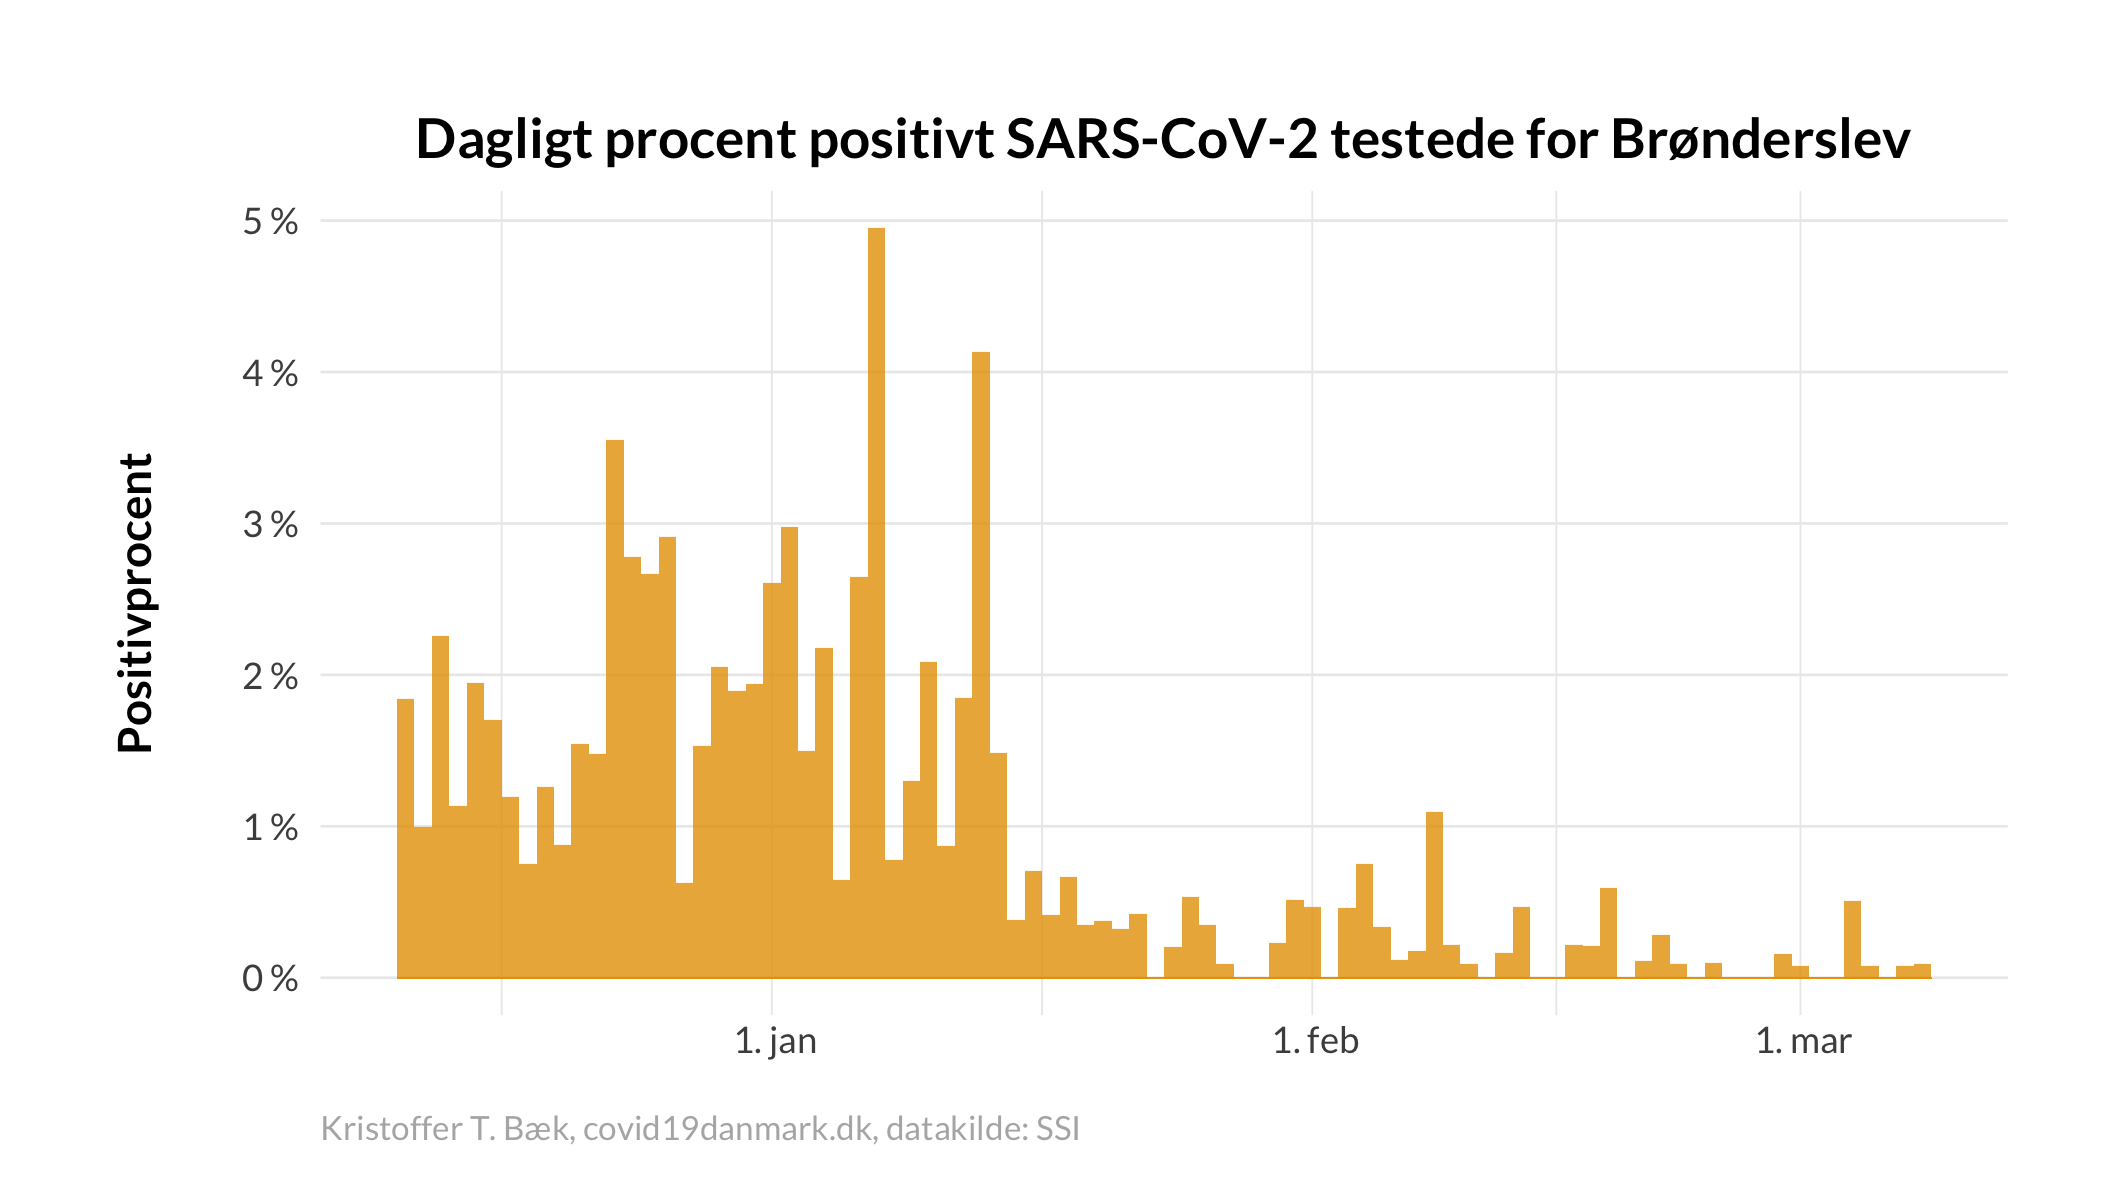 Dagligt procent positivt SARS-CoV-2 testede for Brønderslev
Positivprocent
5 %
4 %
3 %
2 %
1 %
0 %
1. jan
1. feb
1. mar
Kristoffer T. Bæk, covid19danmark.dk, datakilde: SSI